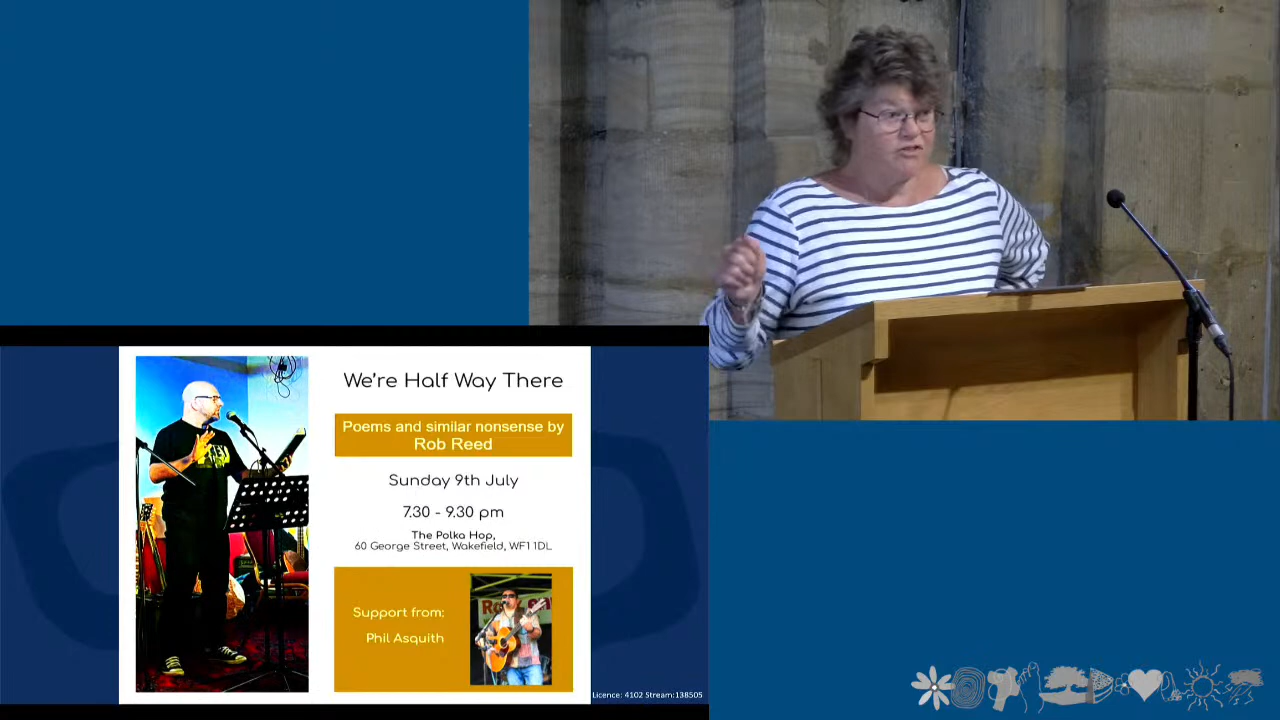 We're Half Way There
Poems and similar nonsense by
Rob Reed
Sunday 9th July
7.30 - 9.30 pm
The Polka Hop,
60 George Street, Wakefield, WF1 1DL
Support from:
Phil Asquith
Licence: 4102 Stream:138505